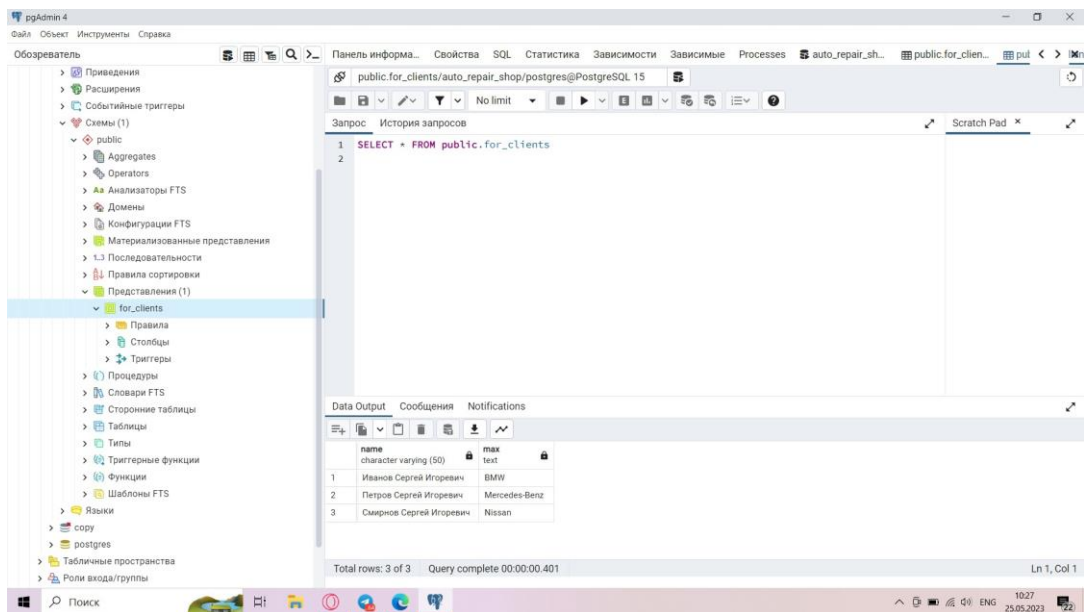 pgAdmin 4
Файл Объект Инструменты Справка
Обозреватель
Приведения
Расширения
Событийные триггеры
Схемы (1)
public
Aggregates
Operators
Анализаторы FTS
Домены
Конфигурации FTS
Материализованные представления
1..3 Последовательности
Правила сортировки
Представления (1)
for_clients
Правила
Столбцы
Триггеры
Процедуры
Словари FTS
Сторонние таблицы
Таблицы
Типы
Триггерные функции
Функции
Шаблоны FTS
Языки
copy
postgres
Табличные пространства
Роли входа/группы
Панель информа... Свойства SQL Статистика Зависимости Зависимые Processes auto_repair_sh... public.for_clien... pul
public.for_clients/auto_repair_shop/postgres@PostgreSQL 15
No limit
Запрос История запросов
Scratch Pad
1 SELECT * FROM public.for_clients
2
Data Output Сообщения Notifications
name max
character varying (50) text
1 Иванов Сергей Игоревич BMW
2 Петров Сергей Игоревич Mercedes-Benz
3 Смирнов Сергей Игоревич Nissan
Total rows: 3 of 3 Query complete 00:00:00.401 Ln 1, Col 1
Поиск
ENG
10:27
25.05.2023
22